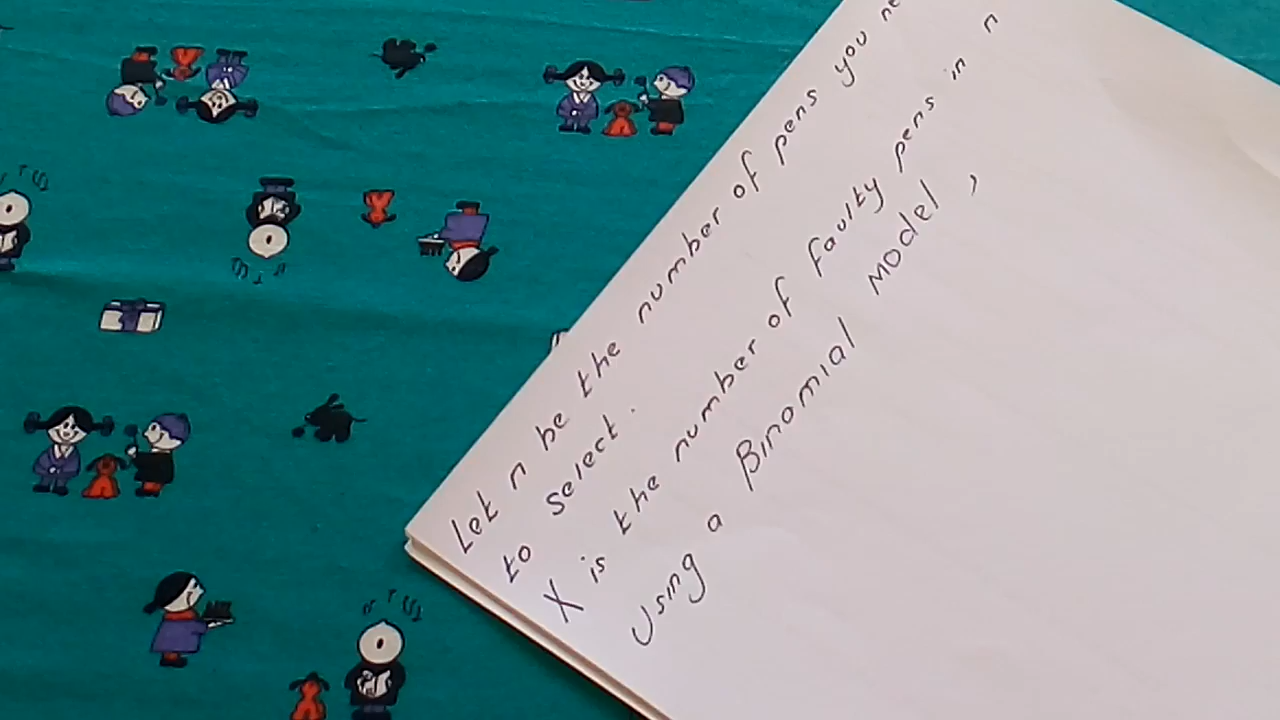 Let n be the number of pens you ne
to select.
X is the number of faulty pens in n
Using a Binomial Model,